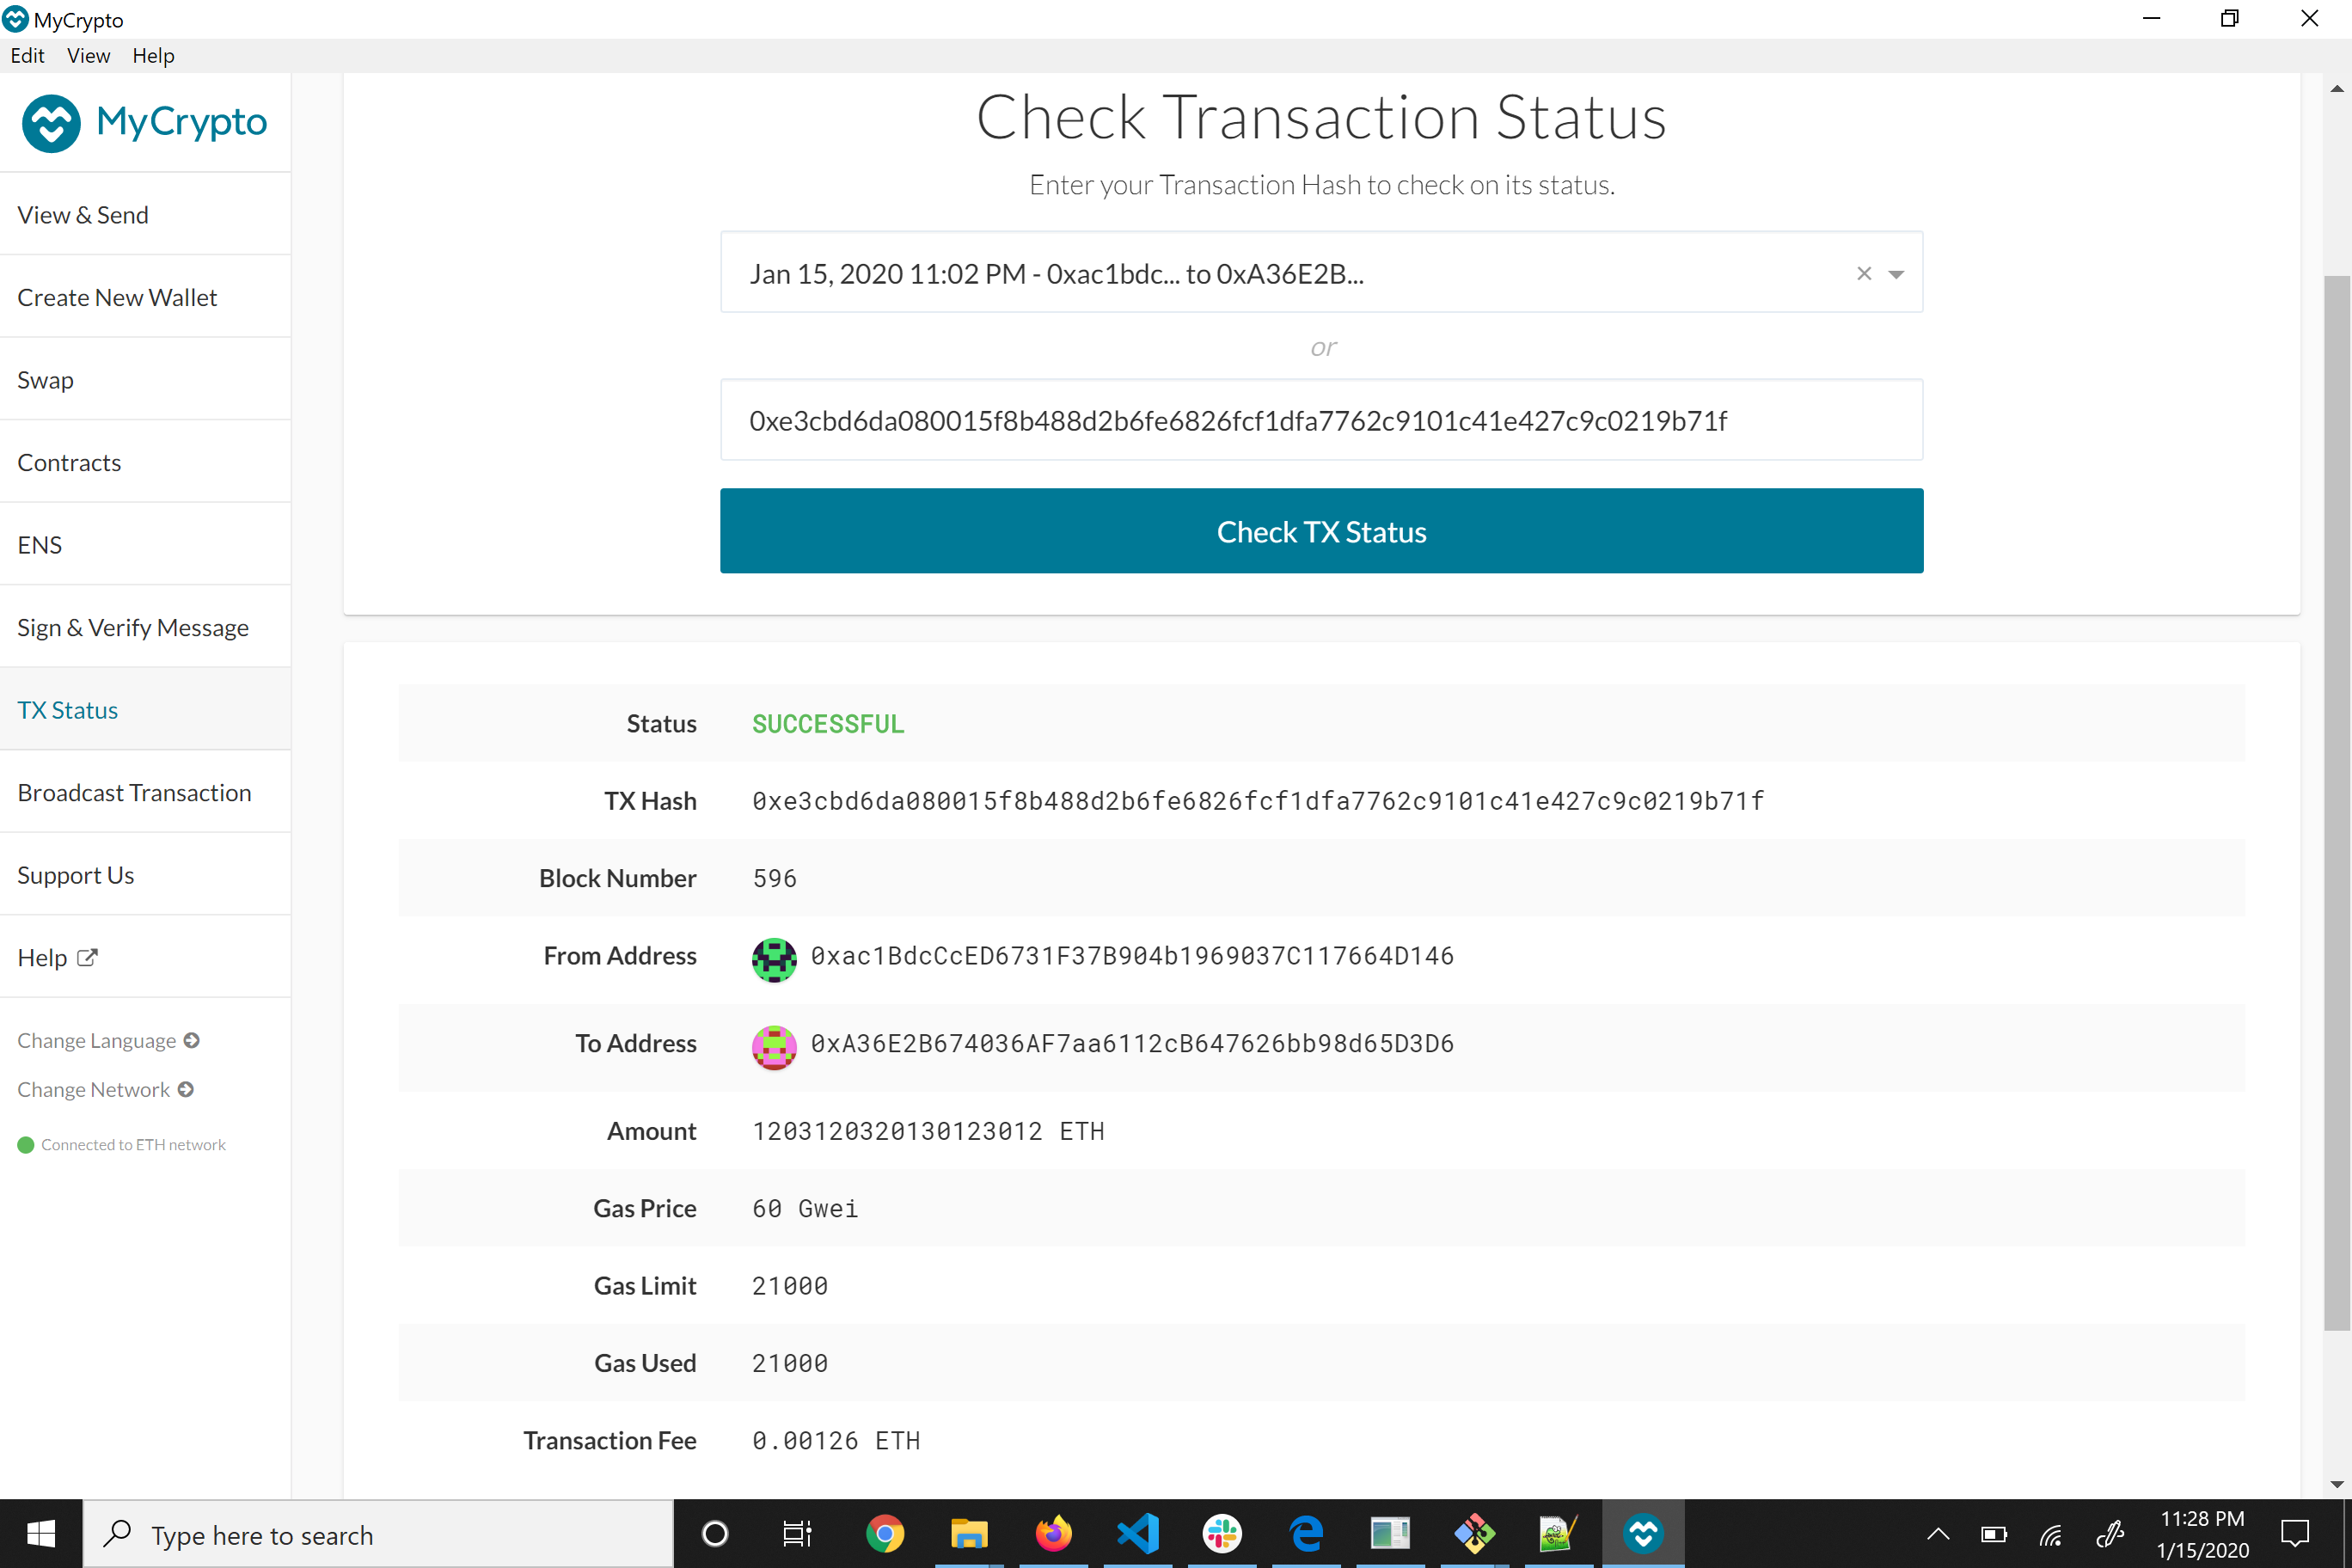 MyCrypto
Edit View Help
MyCrypto
View & Send
Create New Wallet
Swap
Contracts
ENS
Sign & Verify Message
TX Status
Broadcast Transaction
Support Us
Help
Change Language
Change Network
Connected to ETH network
Check Transaction Status
Enter your Transaction Hash to check on its status.
Jan 15, 2020 11:02 PM - 0xac1bdc... to 0xA36E2B...
or
0xe3cbd6da080015f8b488d2b6fe6826fcf1dfa7762c9101c41e427c9c0219b71f
Check TX Status
Status SUCCESSFUL
TX Hash 0xe3cbd6da080015f8b488d2b6fe6826fcf1dfa7762c9101c41e427c9c0219b71f
Block Number 596
From Address 0xac1BdcCcED6731F37B904b1969037C117664D146
To Address 0xA36E2B674036AF7aa6112cB647626bb98d65D3D6
Amount 1203120320130123012 ETH
Gas Price 60 Gwei
Gas Limit 21000
Gas Used 21000
Transaction Fee 0.00126 ETH
Type here to search
11:28 PM
1/15/2020